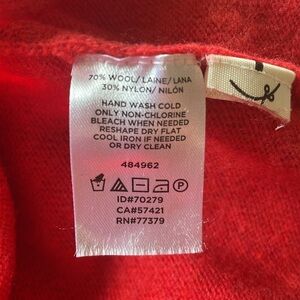 70% WOOL/LAINE/LANA
30% NYLON/NILÓN
HAND WASH COLD
ONLY NON-CHLORINE
BLEACH WHEN NEEDED
RESHAPE DRY FLAT
COOL IRON IF NEEDED
OR DRY CLEAN
484962
P
ID#70279
CA#57421
RN#77379